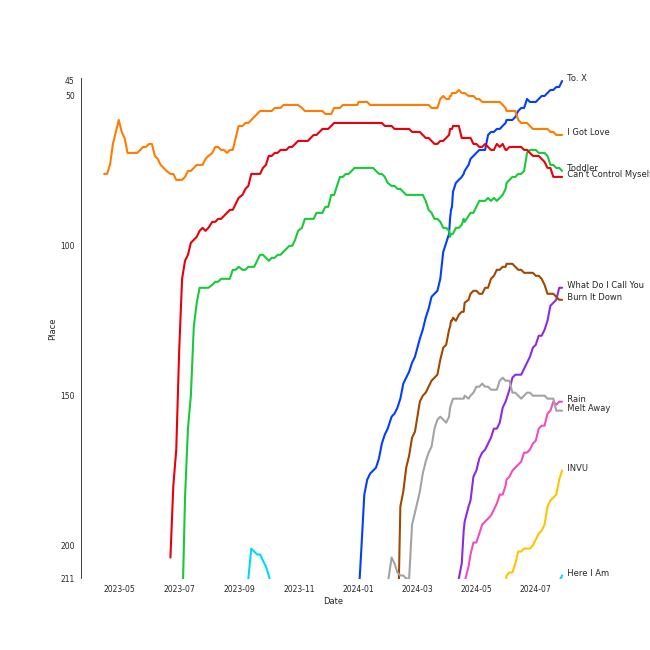 45
To. X
50
I Got Love
Toddler
Can't Control Myself
100
What Do I Call You
Burn It Down
Place
150
Rain
Melt Away
INVU
200
Here I Am
211
2023-05 2023-07 2023-09 2023-11 2024-01 2024-03 2024-05 2024-07
Date